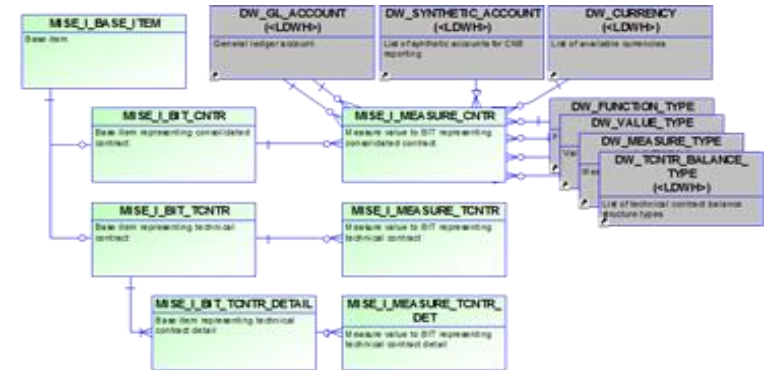 MISE_I_BASE_ITEM
Base item
DW_GL_ACCOUNT
(<LDWH>)
General ledger account
DW_SYNTHETIC_ACCOUNT
(<LDWH>)
List of synthetic accounts for CNB
reporting
DW_CURRENCY
(<LDWH>)
List of available currencies
MISE_I_BIT_CNTR
Base item representing consolidated
contract
MISE_I_MEASURE_CNTR
Measure value to BIT representing
consolidated contract
DW_FUNCTION_TYPE
DW_VALUE_TYPE
DW_MEASURE_TYPE
DW_TCNTR_BALANCE_
TYPE
(<LDWH>)
List of technical contract balance
structure types
MISE_I_BIT_TCNTR
Base item representing technical
contract
MISE_I_MEASURE_TCNTR
Measure value to BIT representing
technical contract
MISE_I_BIT_TCNTR_DETAIL
Base item representing technical
contract detail
MISE_I_MEASURE_TCNTR_
DET
Measure value to BIT representing
technical contract detail